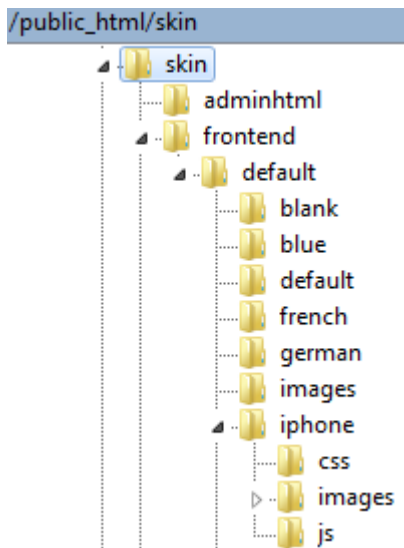 /public_html/skin
skin
adminhtml
frontend
default
blank
blue
default
french
german
images
iphone
css
images
js